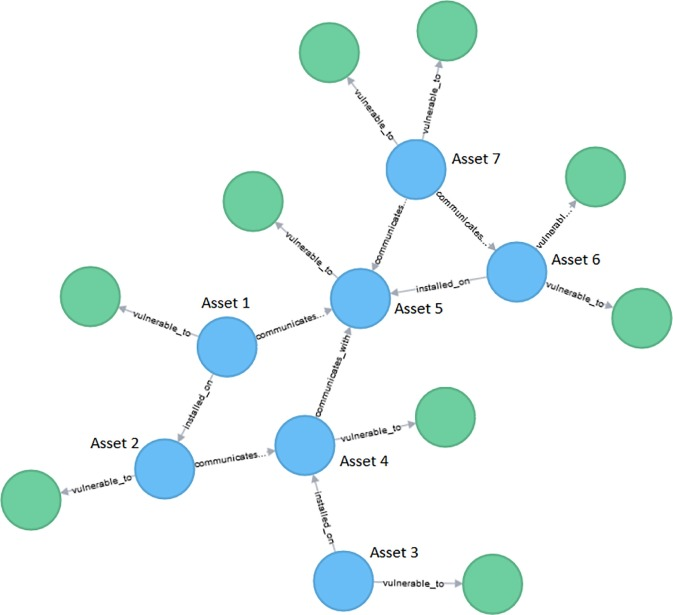 vulnerable_to
vulnerable_to
Asset 7
vulnerable_to
communicates...
communicates...
vulnerabl...
Asset 6
installed_on
vulnerable_to
Asset 5
Asset 1
vulnerable_to
communicates...
installed_on
communicates_with
Asset 2
communicates...
vulnerable_to
vulnerable_to
Asset 4
installed_on
Asset 3
vulnerable_to